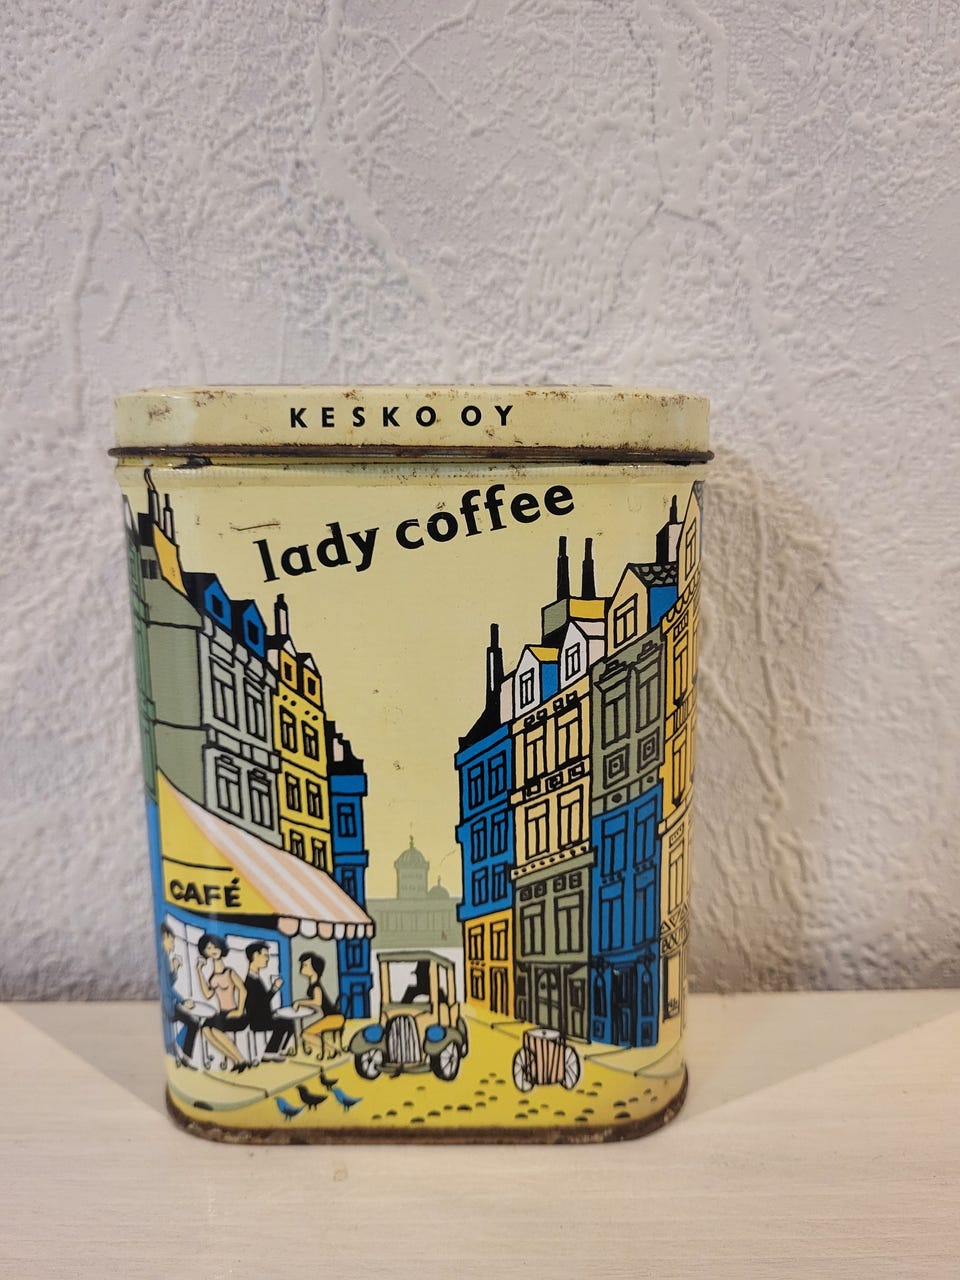 KESKO OY
lady coffee
CAFÉ